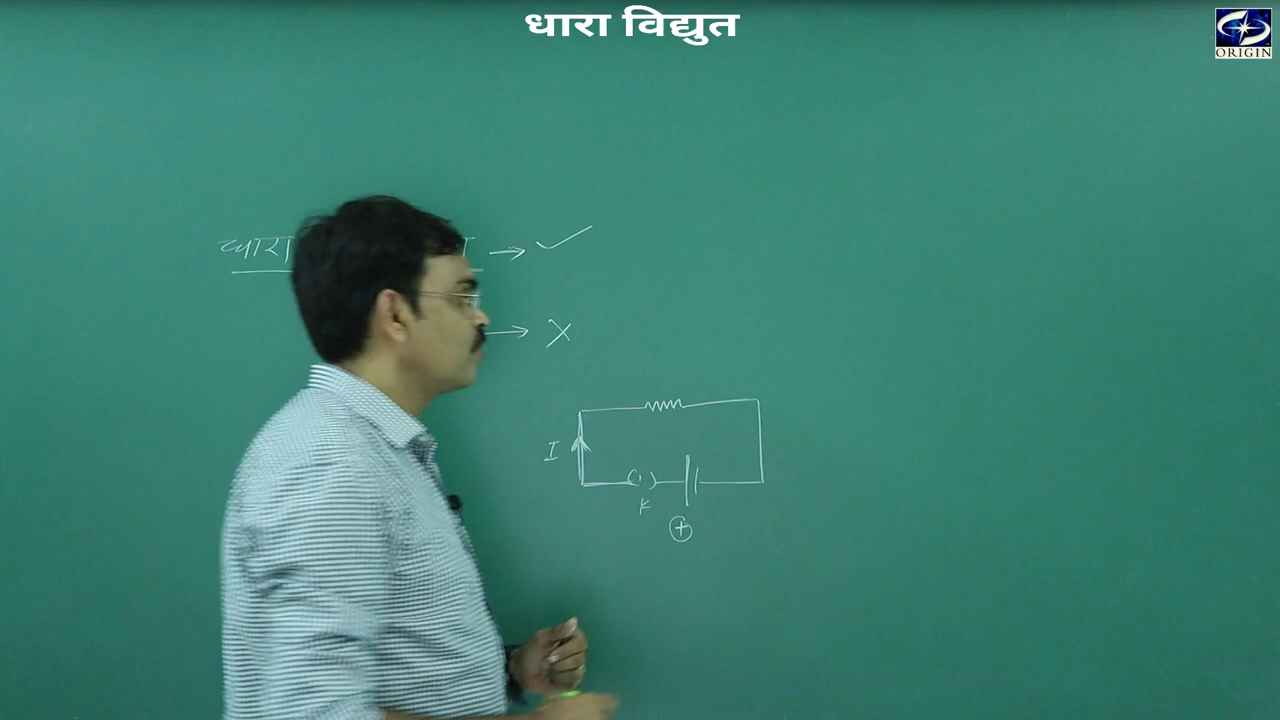 धारा विद्युत
ORIGIN
धारा → ✓
→ X
I
K
+